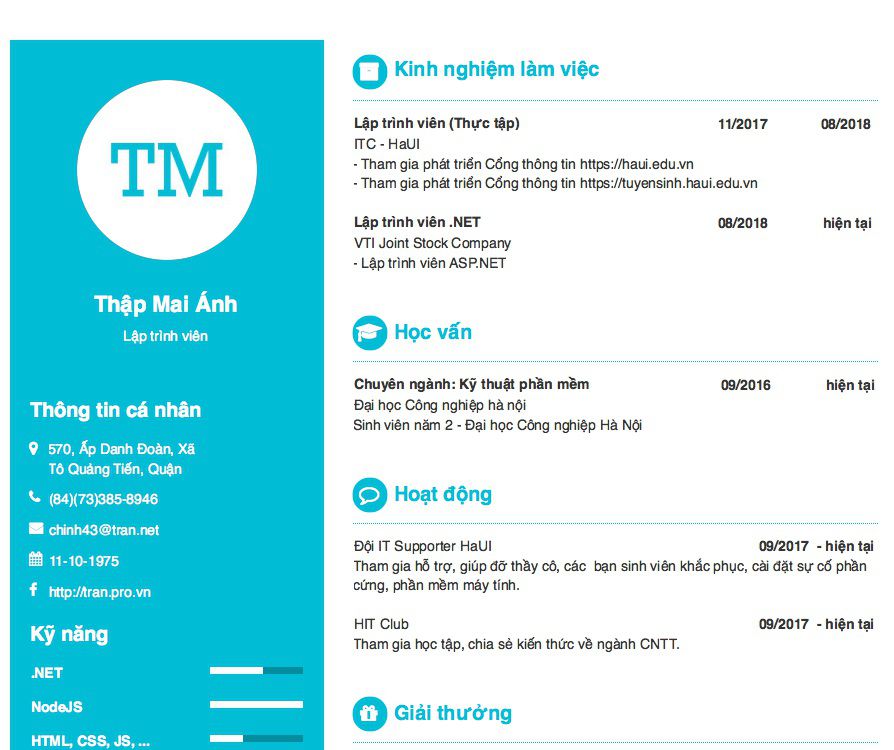 TM
Thập Mai Ánh
Lập trình viên
Thông tin cá nhân
570, Ấp Danh Đoàn, Xã
Tô Quảng Tiến, Quận
(84)(73)385-8946
chinh43@tran.net
11-10-1975
http://tran.pro.vn
Kỹ năng
.NET
NodeJS
HTML, CSS, JS, ...
Kinh nghiệm làm việc
Lập trình viên (Thực tập) 11/2017 08/2018
ITC - HaUI
- Tham gia phát triển Cổng thông tin https://haui.edu.vn
- Tham gia phát triển Cổng thông tin https://tuyensinh.haui.edu.vn
Lập trình viên .NET 08/2018 hiện tại
VTI Joint Stock Company
- Lập trình viên ASP.NET
Học vấn
Chuyên ngành: Kỹ thuật phần mềm 09/2016 hiện tại
Đại học Công nghiệp hà nội
Sinh viên năm 2 - Đại học Công nghiệp Hà Nội
Hoạt động
Đội IT Supporter HaUI 09/2017 - hiện tại
Tham gia hỗ trợ, giúp đỡ thầy cô, các bạn sinh viên khắc phục, cài đặt sự cố phần
cứng, phần mềm máy tính.
HIT Club 09/2017 - hiện tại
Tham gia học tập, chia sẻ kiến thức về ngành CNTT.
Giải thưởng